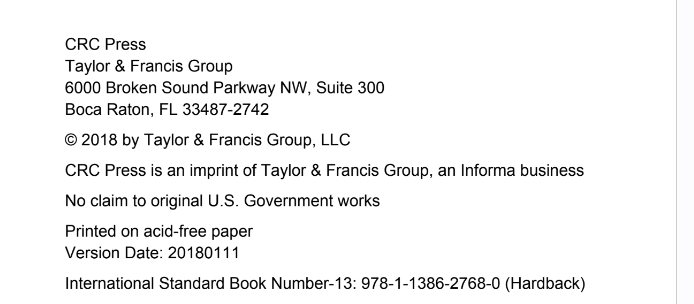 CRC Press
Taylor & Francis Group
6000 Broken Sound Parkway NW, Suite 300
Boca Raton, FL 33487-2742
© 2018 by Taylor & Francis Group, LLC
CRC Press is an imprint of Taylor & Francis Group, an Informa business
No claim to original U.S. Government works
Printed on acid-free paper
Version Date: 20180111
International Standard Book Number-13: 978-1-1386-2768-0 (Hardback)